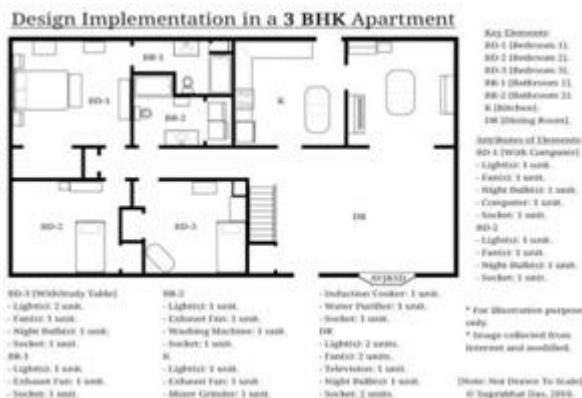 Design Implementation in a 3 BHK Apartment
Key Elements
BD-1 [Bedroom 1].
BD-2 [Bedroom 2].
BD-3 [Bedroom 3].
BR-1 [Bathroom 1].
BR-2 [Bathroom 2].
K [Kitchen].
DR [Dining Room].
Attributes of Elements
BD-1 (With Computer)
- Light(s): 1 unit.
- Fan(s): 1 unit.
- Night Bulb(s): 1 unit.
- Computer: 1 unit.
- Socket: 1 unit.
BD-2
- Light(s): 1 unit.
- Fan(s): 1 unit.
- Night Bulb(s): 1 unit.
- Socket: 1 unit.
BR-1
BD-1
BR-2
K
BD-2
BD-3
DR
BD-3 (With Study Table)
- Light(s): 2 unit.
- Fan(s): 1 unit.
- Night Bulb(s): 1 unit.
- Socket: 1 unit.
BR-1
- Light(s): 1 unit.
- Exhaust Fan: 1 unit.
- Socket: 1 unit.
BR-2
- Light(s): 1 unit.
- Exhaust Fan: 1 unit.
- Washing Machine: 1 unit.
- Socket: 1 unit.
K
- Light(s): 1 unit.
- Exhaust Fan: 1 unit.
- Mixer Grinder: 1 unit.
- Induction Cooker: 1 unit.
- Water Purifier: 1 unit.
- Socket: 1 unit.
DR
- Light(s): 2 units.
- Fan(s): 2 units.
- Television: 1 unit.
- Night Bulb(s): 1 unit.
- Socket: 2 units.
* For illustration purpose
only.
* Image collected from
internet and modified.
[Note: Not Drawn To Scale]
© Suprabhat Das, 2016.